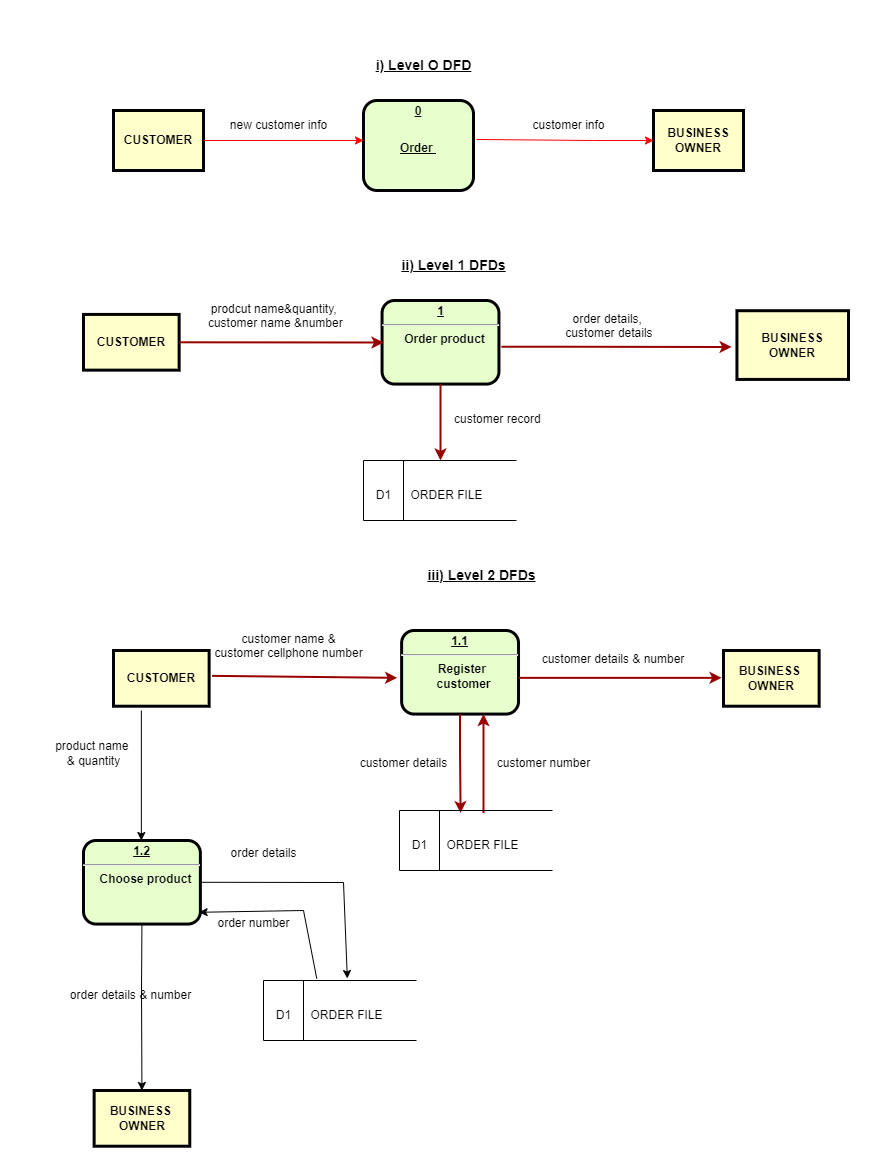 i) Level O DFD
0
new customer info
customer info
CUSTOMER
Order
BUSINESS
OWNER
ii) Level 1 DFDs
prodcut name&quantity,
customer name &number
1
order details,
customer details
CUSTOMER
Order product
BUSINESS
OWNER
customer record
D1
ORDER FILE
iii) Level 2 DFDs
customer name &
customer cellphone number
1.1
Register
customer
customer details & number
CUSTOMER
BUSINESS
OWNER
product name
& quantity
customer details
customer number
D1
ORDER FILE
1.2
Choose product
order details
order number
order details & number
D1
ORDER FILE
BUSINESS
OWNER